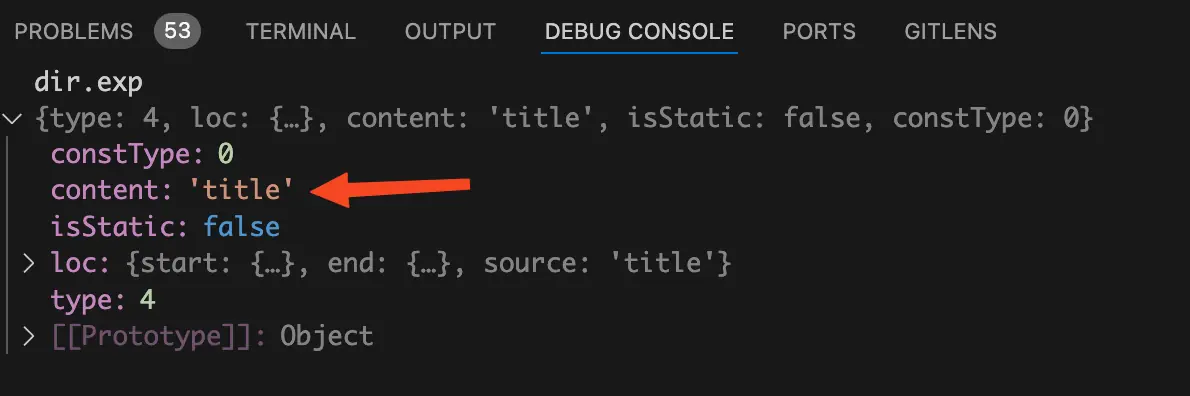 PROBLEMS 53 TERMINAL OUTPUT DEBUG CONSOLE PORTS GITLENS
dir.exp
{type: 4, loc: {…}, content: 'title', isStatic: false, constType: 0}
constType: 0
content: 'title'
isStatic: false
loc: {start: {…}, end: {…}, source: 'title'}
type: 4
[[Prototype]]: Object